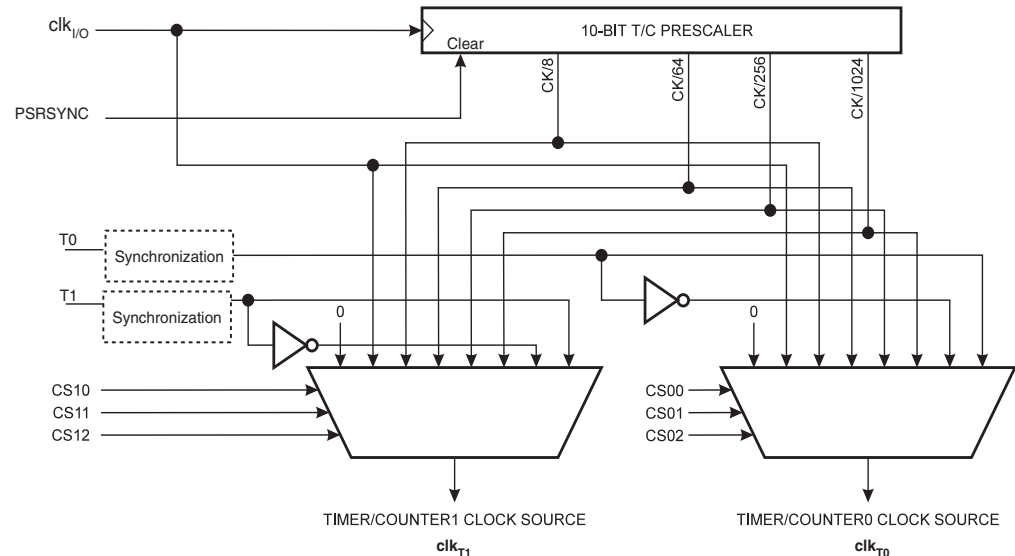 clkI/O
10-BIT T/C PRESCALER
Clear
CK/8
CK/64
CK/256
CK/1024
PSRSYNC
T0
Synchronization
T1
Synchronization
0
0
CS10
CS11
CS12
CS00
CS01
CS02
TIMER/COUNTER1 CLOCK SOURCE
clkT1
TIMER/COUNTER0 CLOCK SOURCE
clkT0